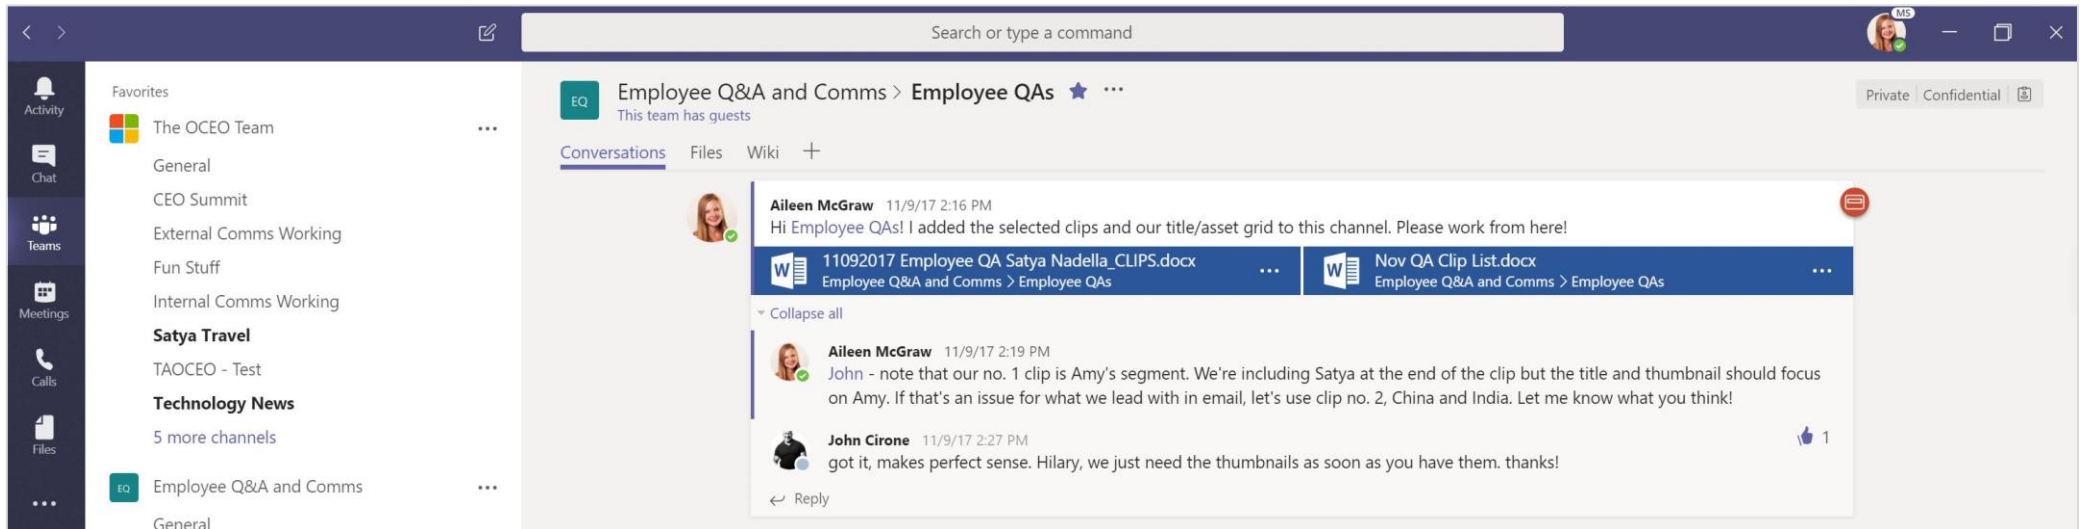 Search or type a command
MS
Activity
Chat
Teams
Meetings
Calls
Files
Favorites
The OCEO Team
General
CEO Summit
External Comms Working
Fun Stuff
Internal Comms Working
Satya Travel
TAOCEO - Test
Technology News
5 more channels
EQ Employee Q&A and Comms
General
EQ
Employee Q&A and Comms > Employee QAs
This team has guests
Private Confidential
Conversations Files Wiki
Aileen McGraw 11/9/17 2:16 PM
Hi Employee QAs! I added the selected clips and our title/asset grid to this channel. Please work from here!
W 11092017 Employee QA Satya Nadella_CLIPS.docx
Employee Q&A and Comms > Employee QAs
W Nov QA Clip List.docx
Employee Q&A and Comms > Employee QAs
Collapse all
Aileen McGraw 11/9/17 2:19 PM
John - note that our no. 1 clip is Amy's segment. We're including Satya at the end of the clip but the title and thumbnail should focus
on Amy. If that's an issue for what we lead with in email, let's use clip no. 2, China and India. Let me know what you think!
John Cirone 11/9/17 2:27 PM
1
got it, makes perfect sense. Hilary, we just need the thumbnails as soon as you have them. thanks!
Reply